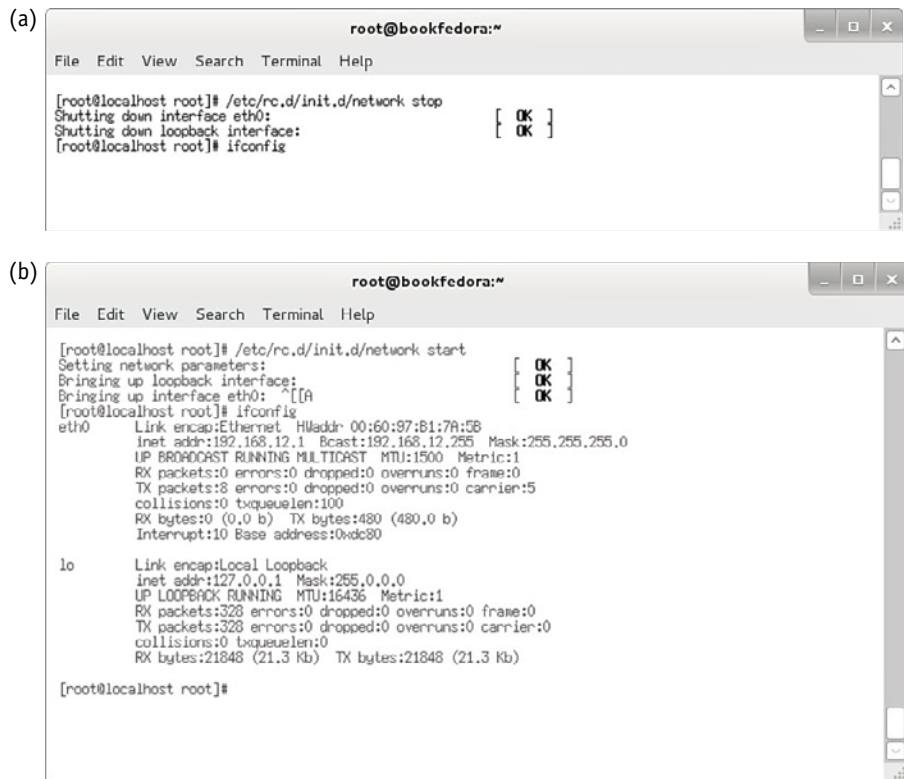 (a)
root@bookfedora:~
File Edit View Search Terminal Help
[root@localhost root]# /etc/rc.d/init.d/network stop
Shutting down interface eth0: [ OK ]
Shutting down loopback interface: [ OK ]
[root@localhost root]# ifconfig
(b)
root@bookfedora:~
File Edit View Search Terminal Help
[root@localhost root]# /etc/rc.d/init.d/network start
Setting network parameters: [ OK ]
Bringing up loopback interface: [ OK ]
Bringing up interface eth0: ^[[A [ OK ]
[root@localhost root]# ifconfig
eth0 Link encap:Ethernet HWaddr 00:60:97:B1:7A:5B
inet addr:192.168.12.1 Bcast:192.168.12.255 Mask:255.255.255.0
UP BROADCAST RUNNING MULTICAST MTU:1500 Metric:1
RX packets:0 errors:0 dropped:0 overruns:0 frame:0
TX packets:8 errors:0 dropped:0 overruns:0 carrier:5
collisions:0 txqueuelen:100
RX bytes:0 (0.0 b) TX bytes:480 (480.0 b)
Interrupt:10 Base address:0xdc80
lo Link encap:Local Loopback
inet addr:127.0.0.1 Mask:255.0.0.0
UP LOOPBACK RUNNING MTU:16436 Metric:1
RX packets:328 errors:0 dropped:0 overruns:0 frame:0
TX packets:328 errors:0 dropped:0 overruns:0 carrier:0
collisions:0 txqueuelen:0
RX bytes:21848 (21.3 Kb) TX bytes:21848 (21.3 Kb)
[root@localhost root]#